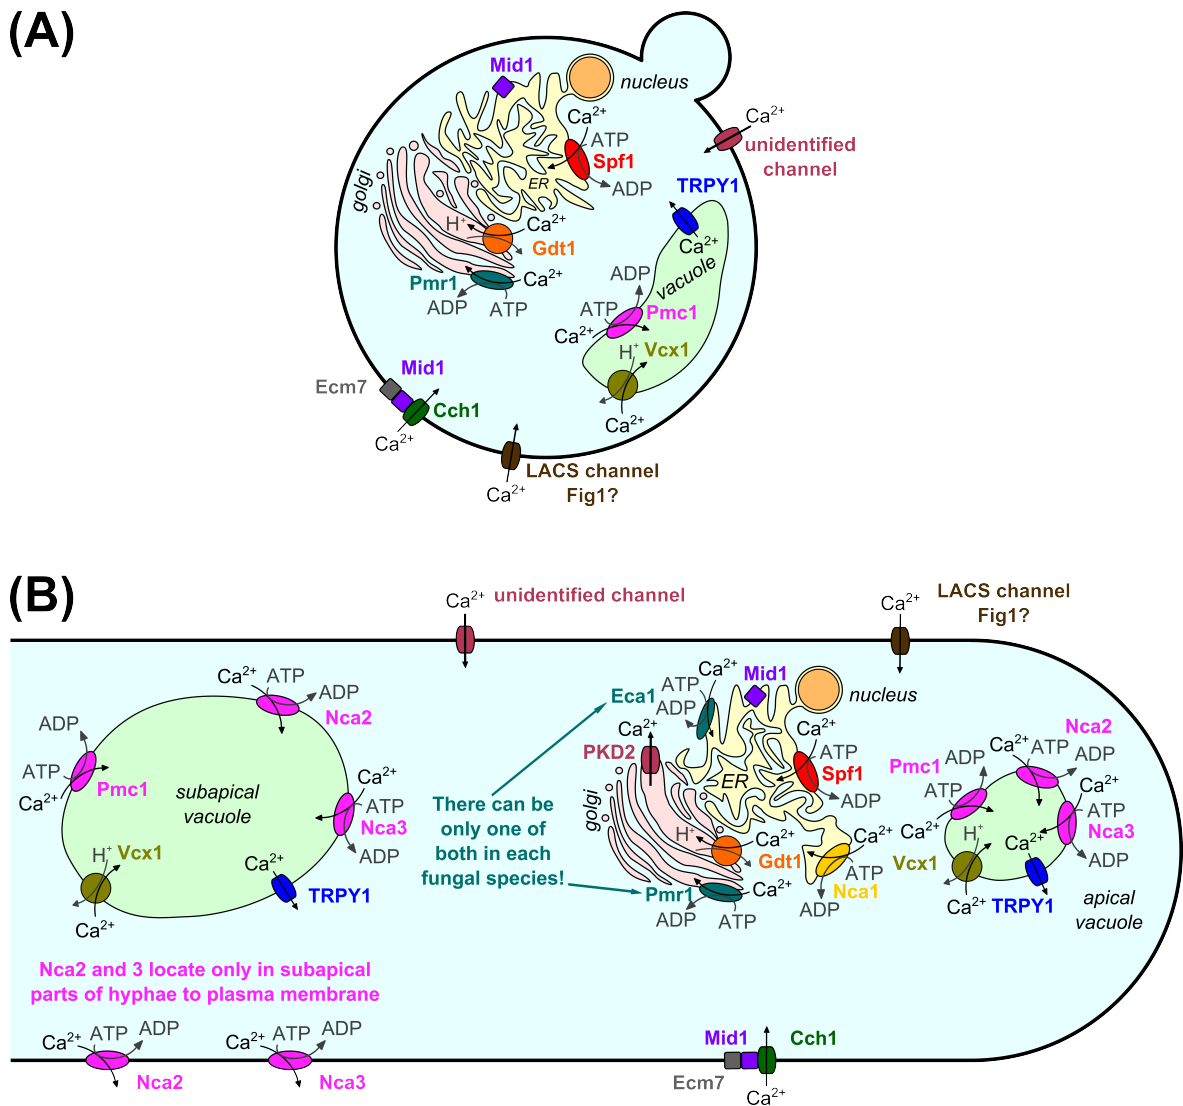 (A)
Mid1
nucleus
Ca²⁺
ATP
Spf1
ADP
ER
golgi
Ca²⁺
unidentified
channel
TRPY1
Ca²⁺
vacuole
H⁺
Ca²⁺
Gdt1
Pmr1
Ca²⁺
ADP
ATP
ADP
ATP
Pmc1
Ca²⁺
H⁺
Vcx1
Ca²⁺
Ecm7
Mid1
Cch1
Ca²⁺
LACS channel
Fig1?
Ca²⁺
(B)
Ca²⁺
unidentified channel
Ca²⁺
LACS channel
Fig1?
Ca²⁺
ATP
ADP
Nca2
ADP
ATP
Ca²⁺
Pmc1
subapical
vacuole
Ca²⁺
ATP
Nca3
ADP
H⁺
Vcx1
Ca²⁺
Ca²⁺
TRPY1
Eca1
ATP
ADP
Ca²⁺
Mid1
nucleus
Ca²⁺
PKD2
ER
Ca²⁺
ATP
Spf1
ADP
golgi
There can be
only one of
both in each
fungal species!
H⁺
Ca²⁺
Gdt1
Pmr1
Ca²⁺
ADP
ATP
Ca²⁺
ATP
Nca1
ADP
Nca2
Ca²⁺
ATP
ADP
Pmc1
ADP
ATP
Ca²⁺
Ca²⁺
ATP
Nca3
ADP
H⁺
Vcx1
Ca²⁺
Ca²⁺
TRPY1
apical
vacuole
Nca2 and 3 locate only in subapical
parts of hyphae to plasma membrane
Ca²⁺
ATP
ADP
Nca2
Ca²⁺
ATP
ADP
Nca3
Mid1
Cch1
Ecm7
Ca²⁺